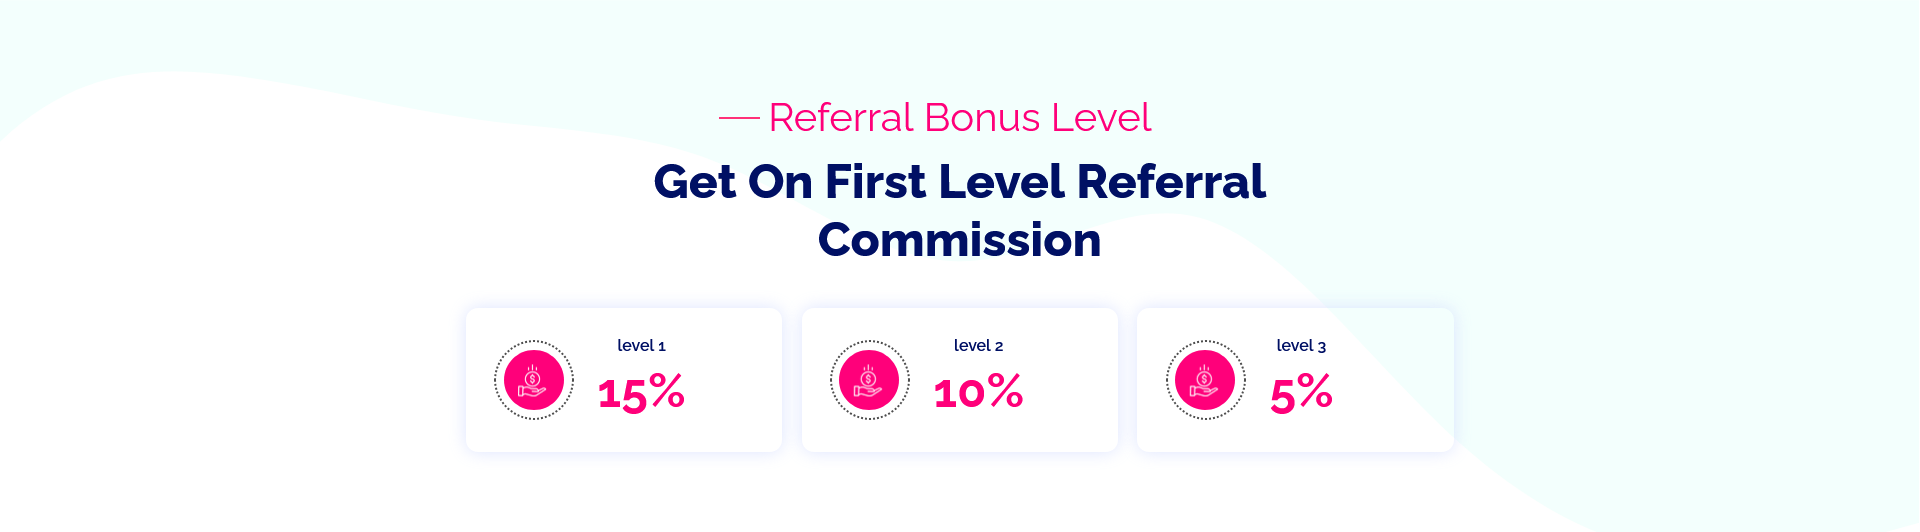 Referral Bonus Level
Get On First Level Referral
Commission
level 1
15%
level 2
10%
level 3
5%